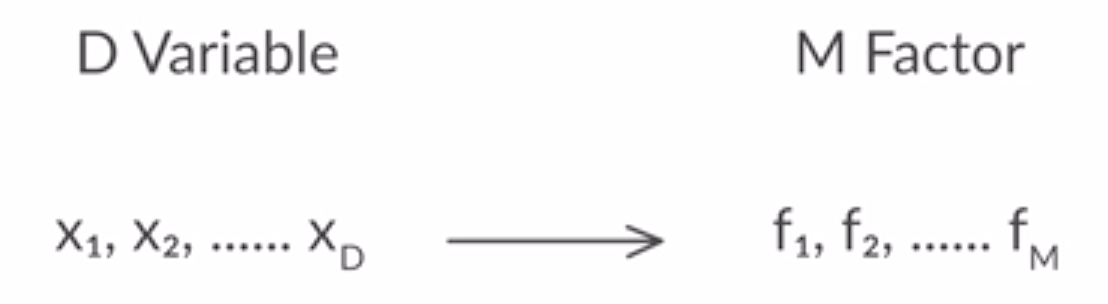 D Variable M Factor
x₁, x₂, ...... x_D ⟶ f₁, f₂, ...... f_M